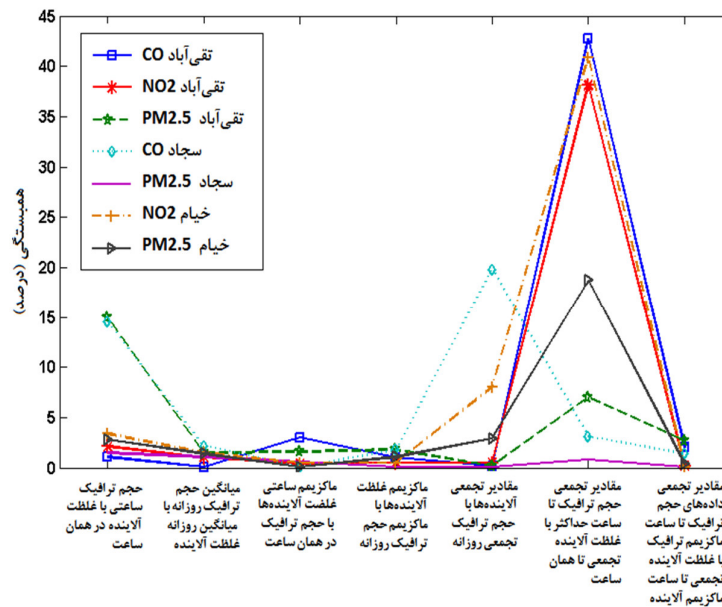 45
40
35
30
25
20
15
10
5
0
همبستگی (درصد)
CO تقی‌آباد
NO2 تقی‌آباد
PM2.5 تقی‌آباد
CO سجاد
PM2.5 سجاد
NO2 خیام
PM2.5 خیام
حجم ترافیک
ساعتی با غلظت
آلاینده در همان
ساعت
میانگین حجم
ترافیک روزانه با
میانگین روزانه
غلظت آلاینده
ماکزیمم ساعتی
غلضت آلاینده‌ها
با حجم ترافیک
در همان ساعت
ماکزیمم غلظت
آلاینده‌ها با
ماکزیمم حجم
ترافیک روزانه
مقادیر تجمعی
آلاینده‌ها با
حجم ترافیک
تجمعی روزانه
مقادیر تجمعی
حجم ترافیک تا
ساعت حداکثر با
غلظت آلاینده
تجمعی تا همان
ساعت
مقادیر تجمعی
داده‌های حجم
ترافیک تا ساعت
ماکزیمم ترافیک
با غلظت آلاینده
تجمعی تا ساعت
ماکزیمم آلاینده